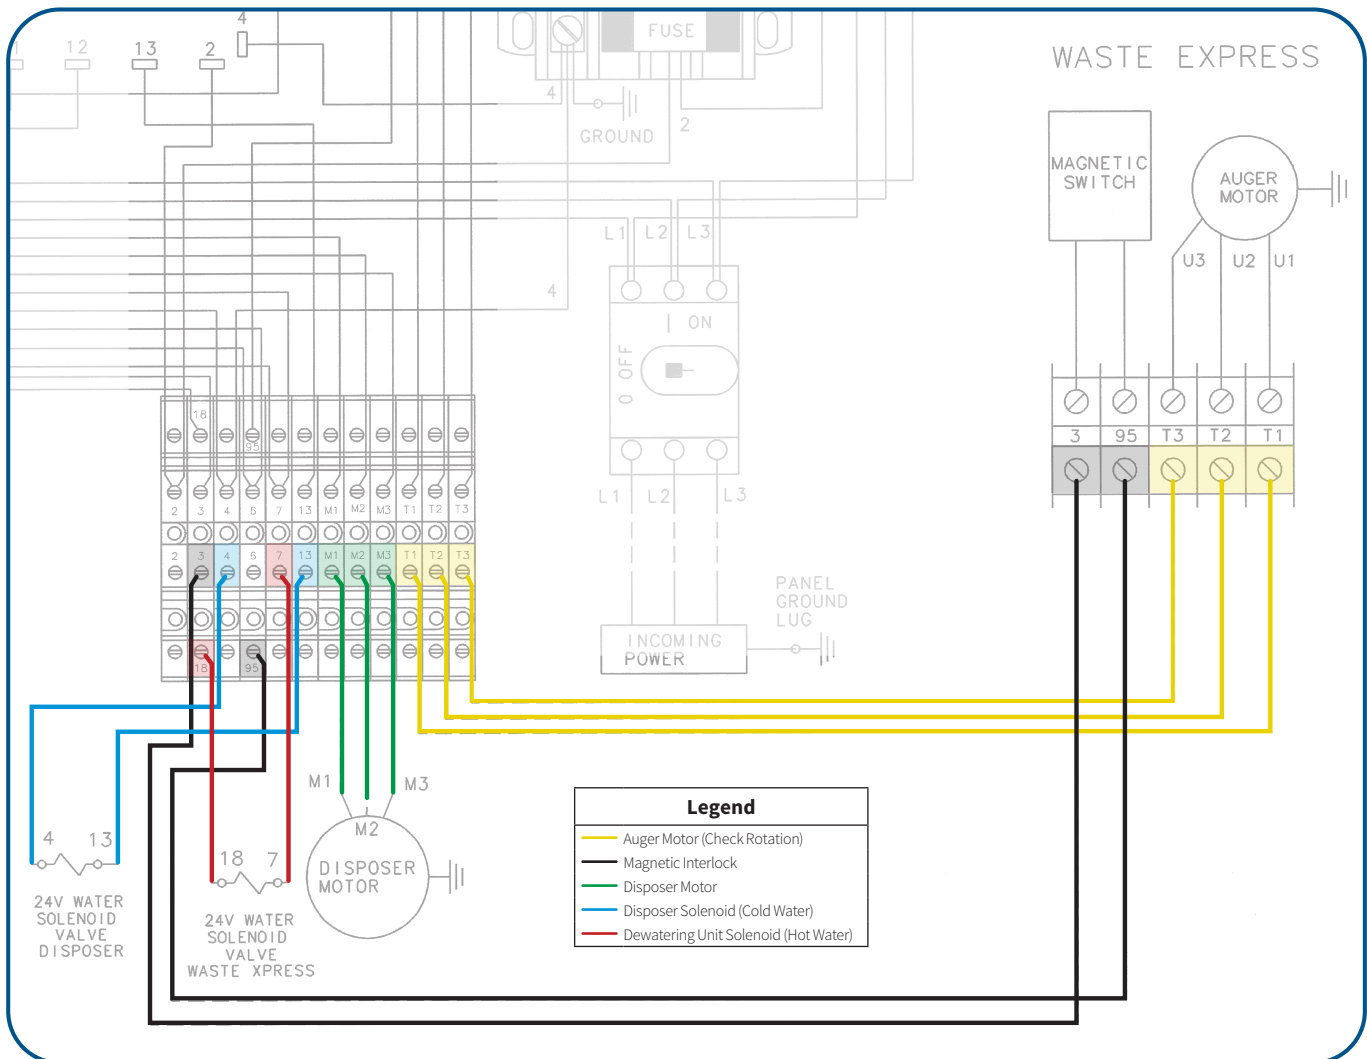 4
1
12
13
2
FUSE
WASTE EXPRESS
4
GROUND
2
MAGNETIC
SWITCH
AUGER
MOTOR
L1 L2 L3
U3 U2 U1
4
ON
O OFF
18
95
3 95 T3 T2 T1
L1 L2 L3
2 3 4 6 7 13 M1 M2 M3 T1 T2 T3
2 3 4 6 7 13 M1 M2 M3 T1 T2 T3
PANEL
GROUND
LUG
INCOMING
POWER
18
95
M1 M3
M2
4 13
18 7
DISPOSER
MOTOR
24V WATER
SOLENOID
VALVE
DISPOSER
24V WATER
SOLENOID
VALVE
WASTE XPRESS
Legend
Auger Motor (Check Rotation)
Magnetic Interlock
Disposer Motor
Disposer Solenoid (Cold Water)
Dewatering Unit Solenoid (Hot Water)